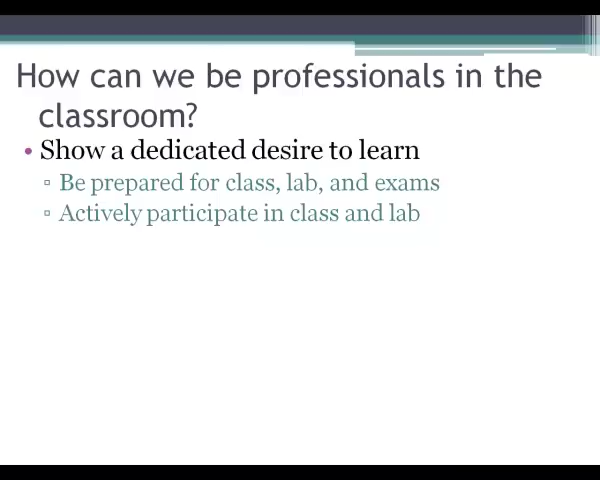 How can we be professionals in the
classroom?
• Show a dedicated desire to learn
▫ Be prepared for class, lab, and exams
▫ Actively participate in class and lab